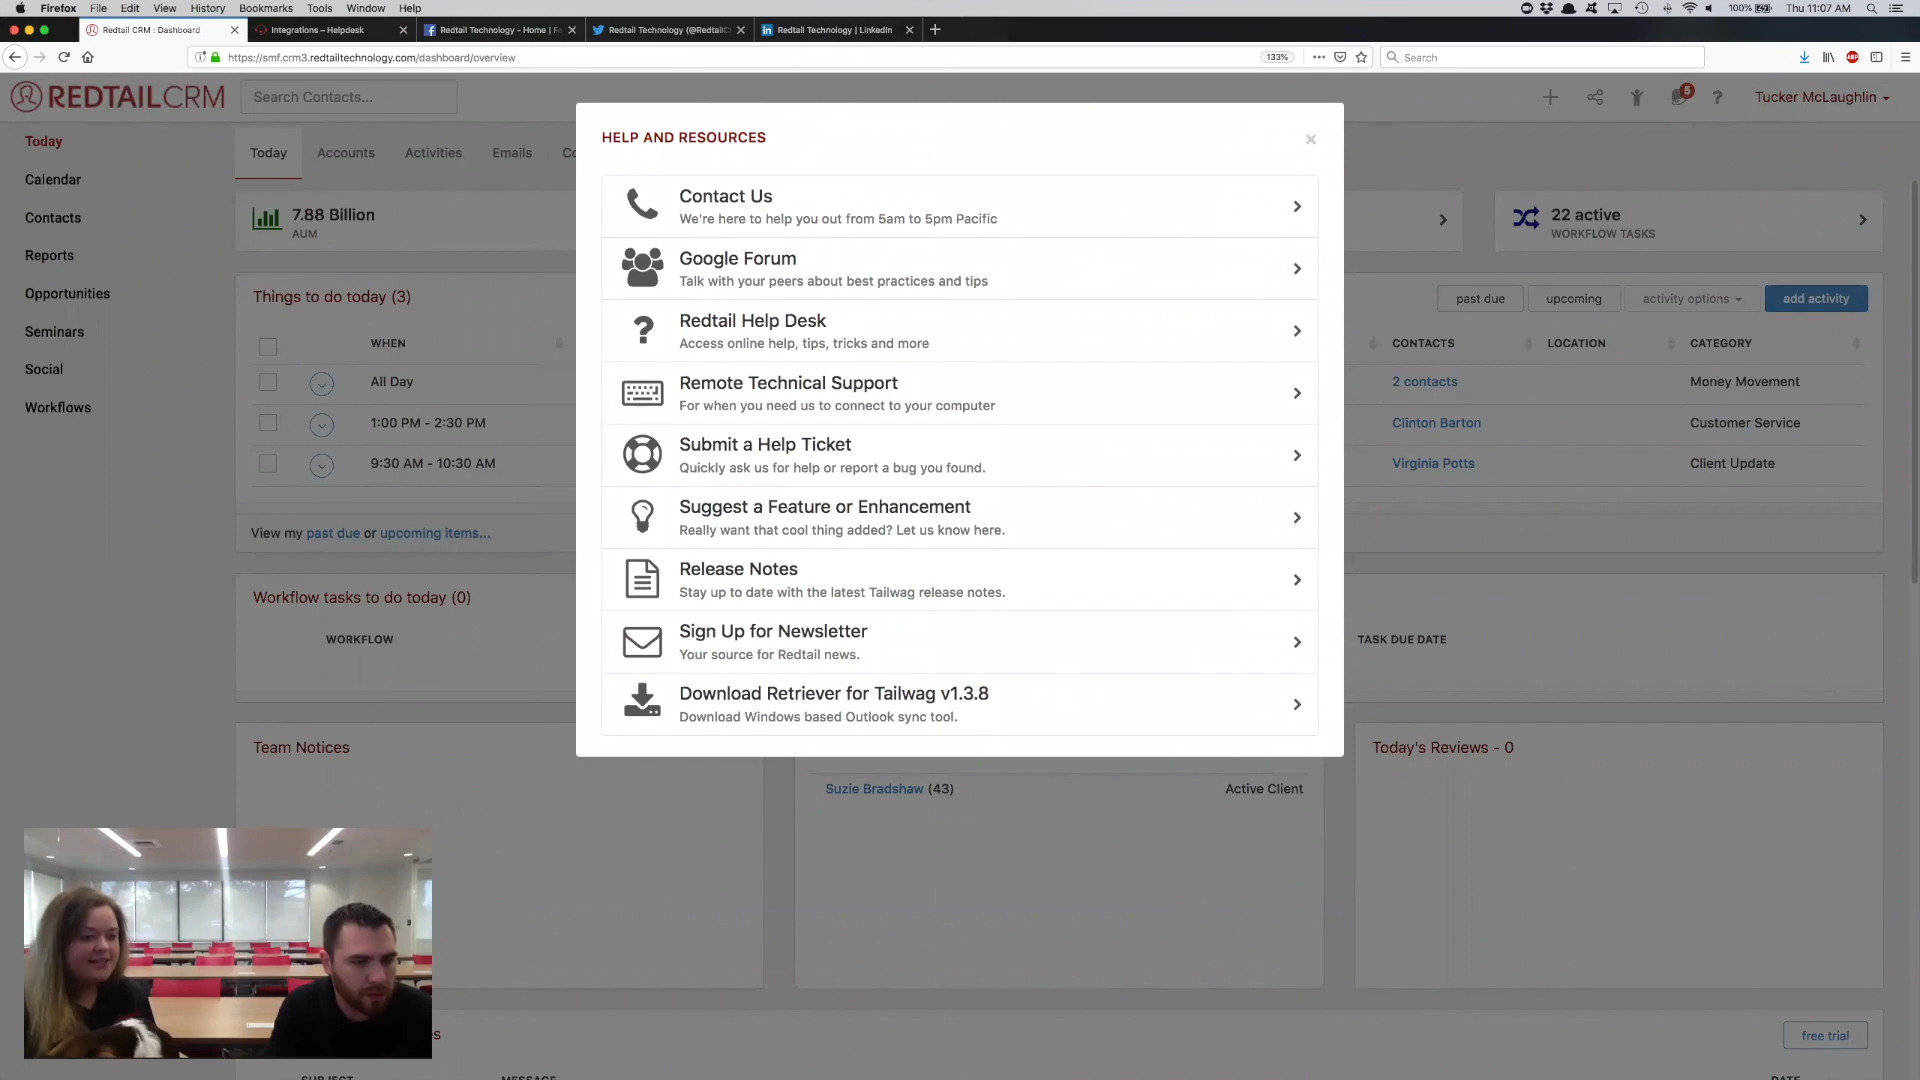 Firefox File Edit View History Bookmarks Tools Window Help 100% Thu 11:07 AM
Redtail CRM : Dashboard Integrations – Helpdesk Redtail Technology - Home | Fa Redtail Technology (@RedtailC Redtail Technology | LinkedIn
https://smf.crm3.redtailtechnology.com/dashboard/overview 133% Search
REDTAILCRM Search Contacts... 5 ? Tucker McLaughlin
Today
Calendar
Contacts
Reports
Opportunities
Seminars
Social
Workflows
Today Accounts Activities Emails Co
7.88 Billion
AUM
22 active
WORKFLOW TASKS
Things to do today (3)
past due upcoming activity options add activity
WHEN CONTACTS LOCATION CATEGORY
All Day 2 contacts Money Movement
1:00 PM - 2:30 PM Clinton Barton Customer Service
9:30 AM - 10:30 AM Virginia Potts Client Update
View my past due or upcoming items...
Workflow tasks to do today (0)
WORKFLOW TASK DUE DATE
HELP AND RESOURCES
Contact Us
We're here to help you out from 5am to 5pm Pacific
Google Forum
Talk with your peers about best practices and tips
Redtail Help Desk
Access online help, tips, tricks and more
Remote Technical Support
For when you need us to connect to your computer
Submit a Help Ticket
Quickly ask us for help or report a bug you found.
Suggest a Feature or Enhancement
Really want that cool thing added? Let us know here.
Release Notes
Stay up to date with the latest Tailwag release notes.
Sign Up for Newsletter
Your source for Redtail news.
Download Retriever for Tailwag v1.3.8
Download Windows based Outlook sync tool.
Team Notices
Suzie Bradshaw (43) Active Client
Today's Reviews - 0
es
free trial
SUBJECT MESSAGE DATE